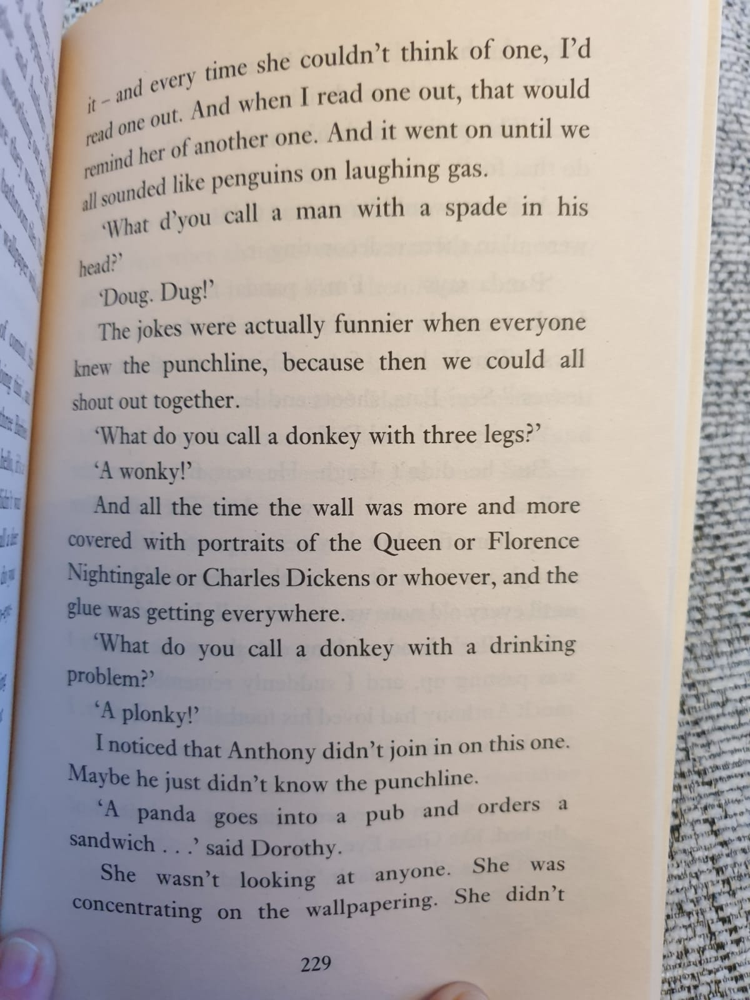 it – and every time she couldn’t think of one, I’d
read one out. And when I read one out, that would
remind her of another one. And it went on until we
all sounded like penguins on laughing gas.
‘What d’you call a man with a spade in his
head?’
‘Doug. Dug!’
The jokes were actually funnier when everyone
knew the punchline, because then we could all
shout out together.
‘What do you call a donkey with three legs?’
‘A wonky!’
And all the time the wall was more and more
covered with portraits of the Queen or Florence
Nightingale or Charles Dickens or whoever, and the
glue was getting everywhere.
‘What do you call a donkey with a drinking
problem?’
‘A plonky!’
I noticed that Anthony didn’t join in on this one.
Maybe he just didn’t know the punchline.
‘A panda goes into a pub and orders a
sandwich . . .’ said Dorothy.
She wasn’t looking at anyone. She was
concentrating on the wallpapering. She didn’t
229